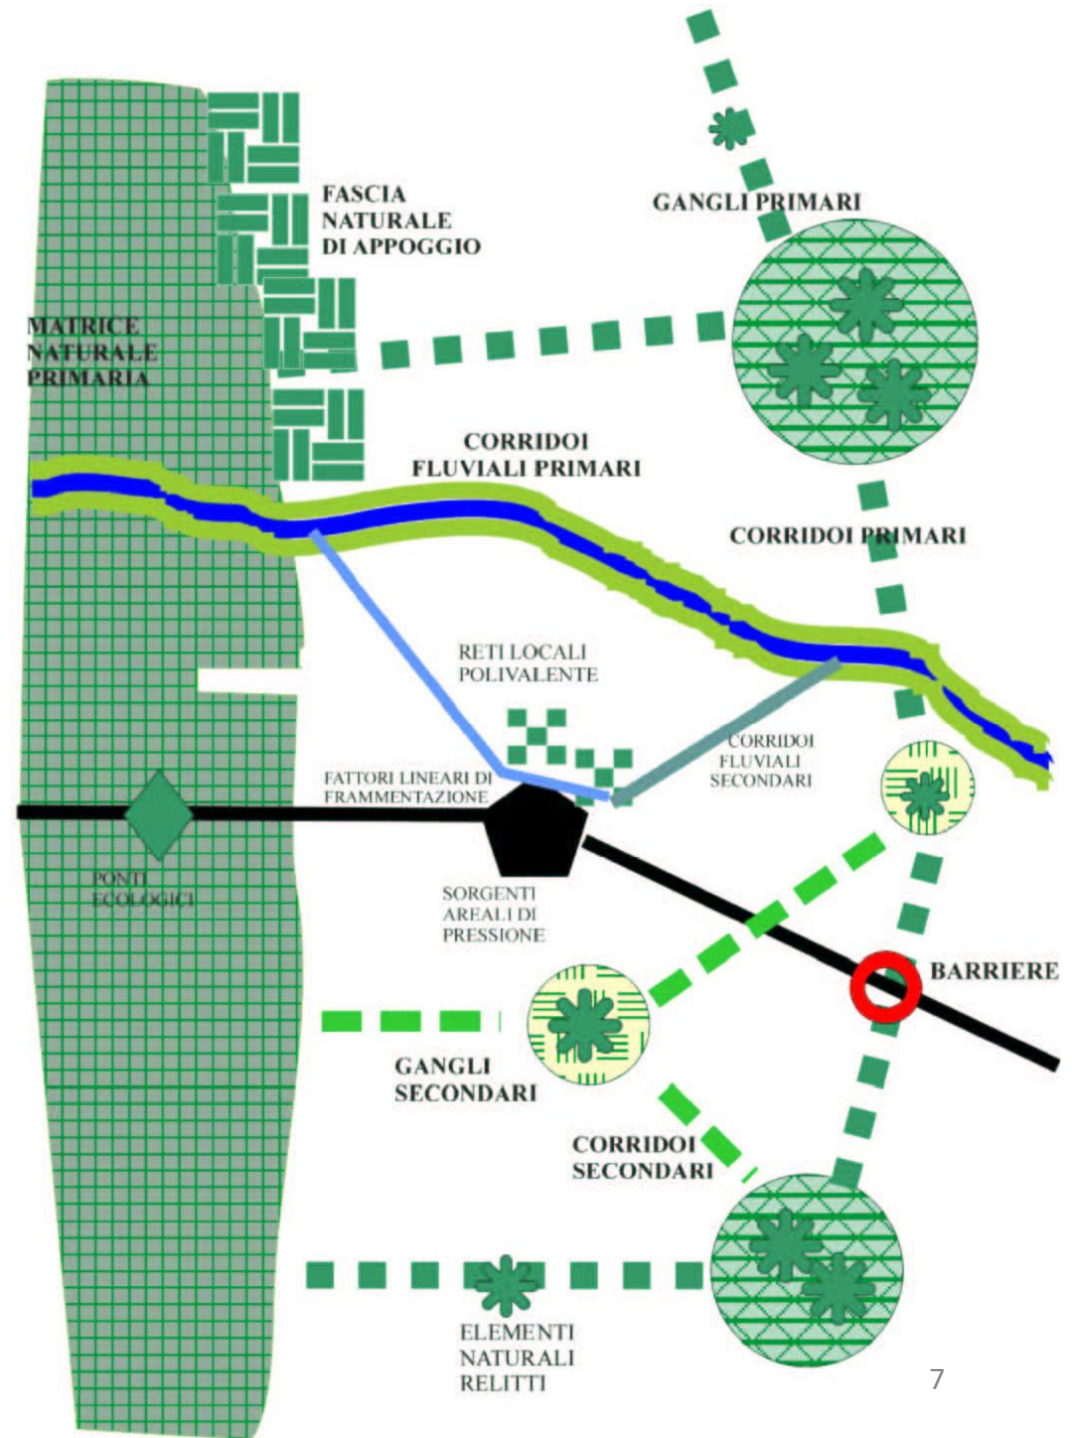 GANGLI PRIMARI
FASCIA
NATURALE
DI APPOGGIO
MATRICE
NATURALE
PRIMARIA
CORRIDOI
FLUVIALI PRIMARI
CORRIDOI PRIMARI
RETI LOCALI
POLIVALENTE
CORRIDOI
FLUVIALI
SECONDARI
FATTORI LINEARI DI
FRAMMENTAZIONE
PONTI
ECOLOGICI
SORGENTI
AREALI DI
PRESSIONE
BARRIERE
GANGLI
SECONDARI
CORRIDOI
SECONDARI
ELEMENTI
NATURALI
RELITTI
7